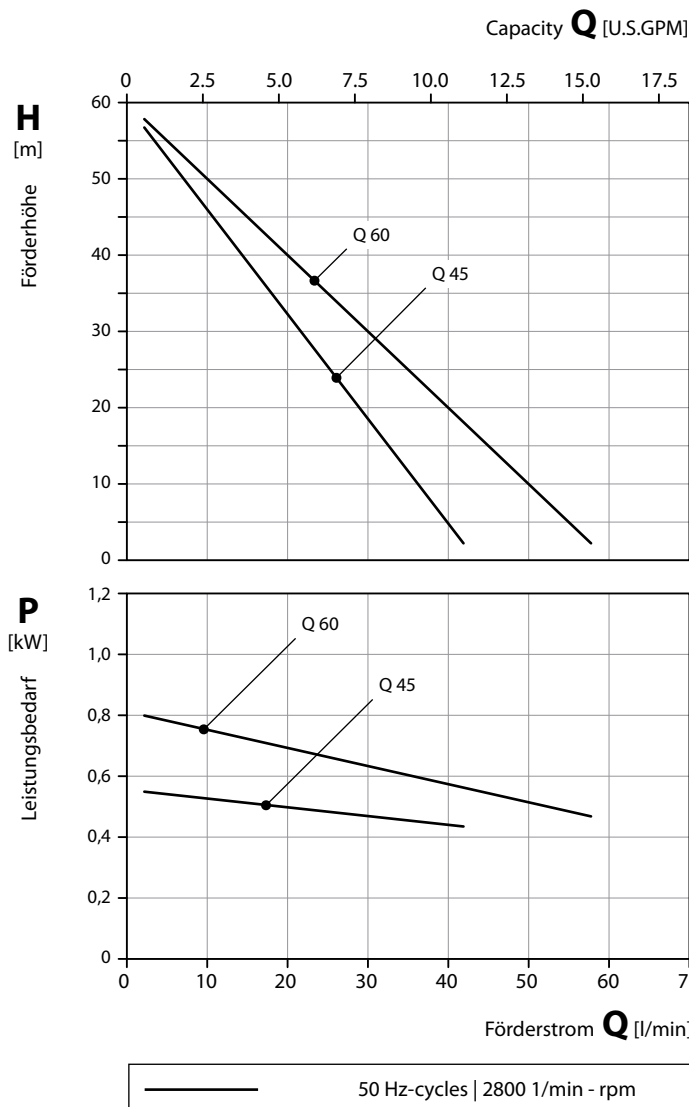 Capacity Q [U.S.GPM]
0 2.5 5.0 7.5 10.0 12.5 15.0 17.5
H
[m]
Förderhöhe
60
50
40
30
20
10
0
Q 60
Q 45
P
[kW]
Leistungsbedarf
1,2
1,0
0,8
0,6
0,4
0,2
0
Q 60
Q 45
0 10 20 30 40 50 60
Förderstrom Q [l/min]
50 Hz-cycles | 2800 1/min - rpm